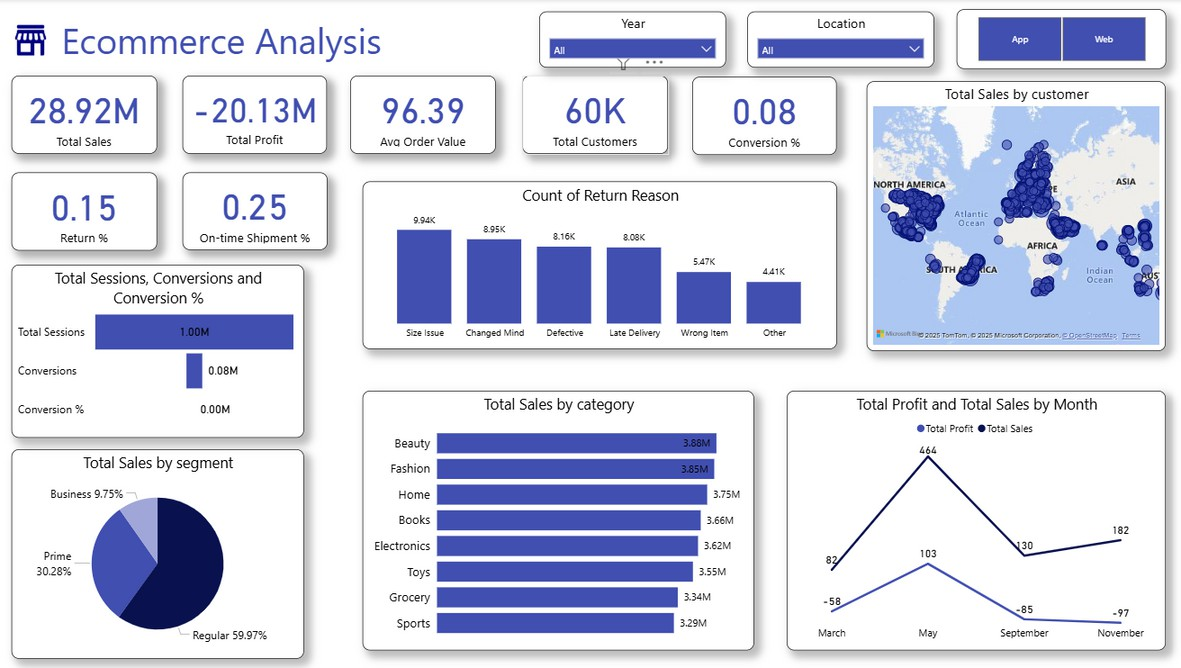 Ecommerce Analysis
Year
All
Location
All
App
Web
28.92M
Total Sales
-20.13M
Total Profit
96.39
Avg Order Value
60K
Total Customers
0.08
Conversion %
0.15
Return %
0.25
On-time Shipment %
Total Sales by customer
NORTH AMERICA
ASIA
Atlantic
Ocean
AFRICA
Indian
Ocean
© 2025 TomTom, © 2025 Microsoft Corporation, © OpenStreetMap Terms
Count of Return Reason
9.94K
8.95K
8.16K
8.08K
5.47K
4.41K
Size Issue
Changed Mind
Defective
Late Delivery
Wrong Item
Other
Total Sessions, Conversions and
Conversion %
Total Sessions
1.00M
Conversions
0.08M
Conversion %
0.00M
Total Sales by segment
Business 9.75%
Prime
30.28%
Regular 59.97%
Total Sales by category
Beauty
3.88M
Fashion
3.85M
Home
3.75M
Books
3.66M
Electronics
3.62M
Toys
3.55M
Grocery
3.34M
Sports
3.29M
Total Profit and Total Sales by Month
Total Profit
Total Sales
464
82
130
182
-58
103
-85
-97
March
May
September
November